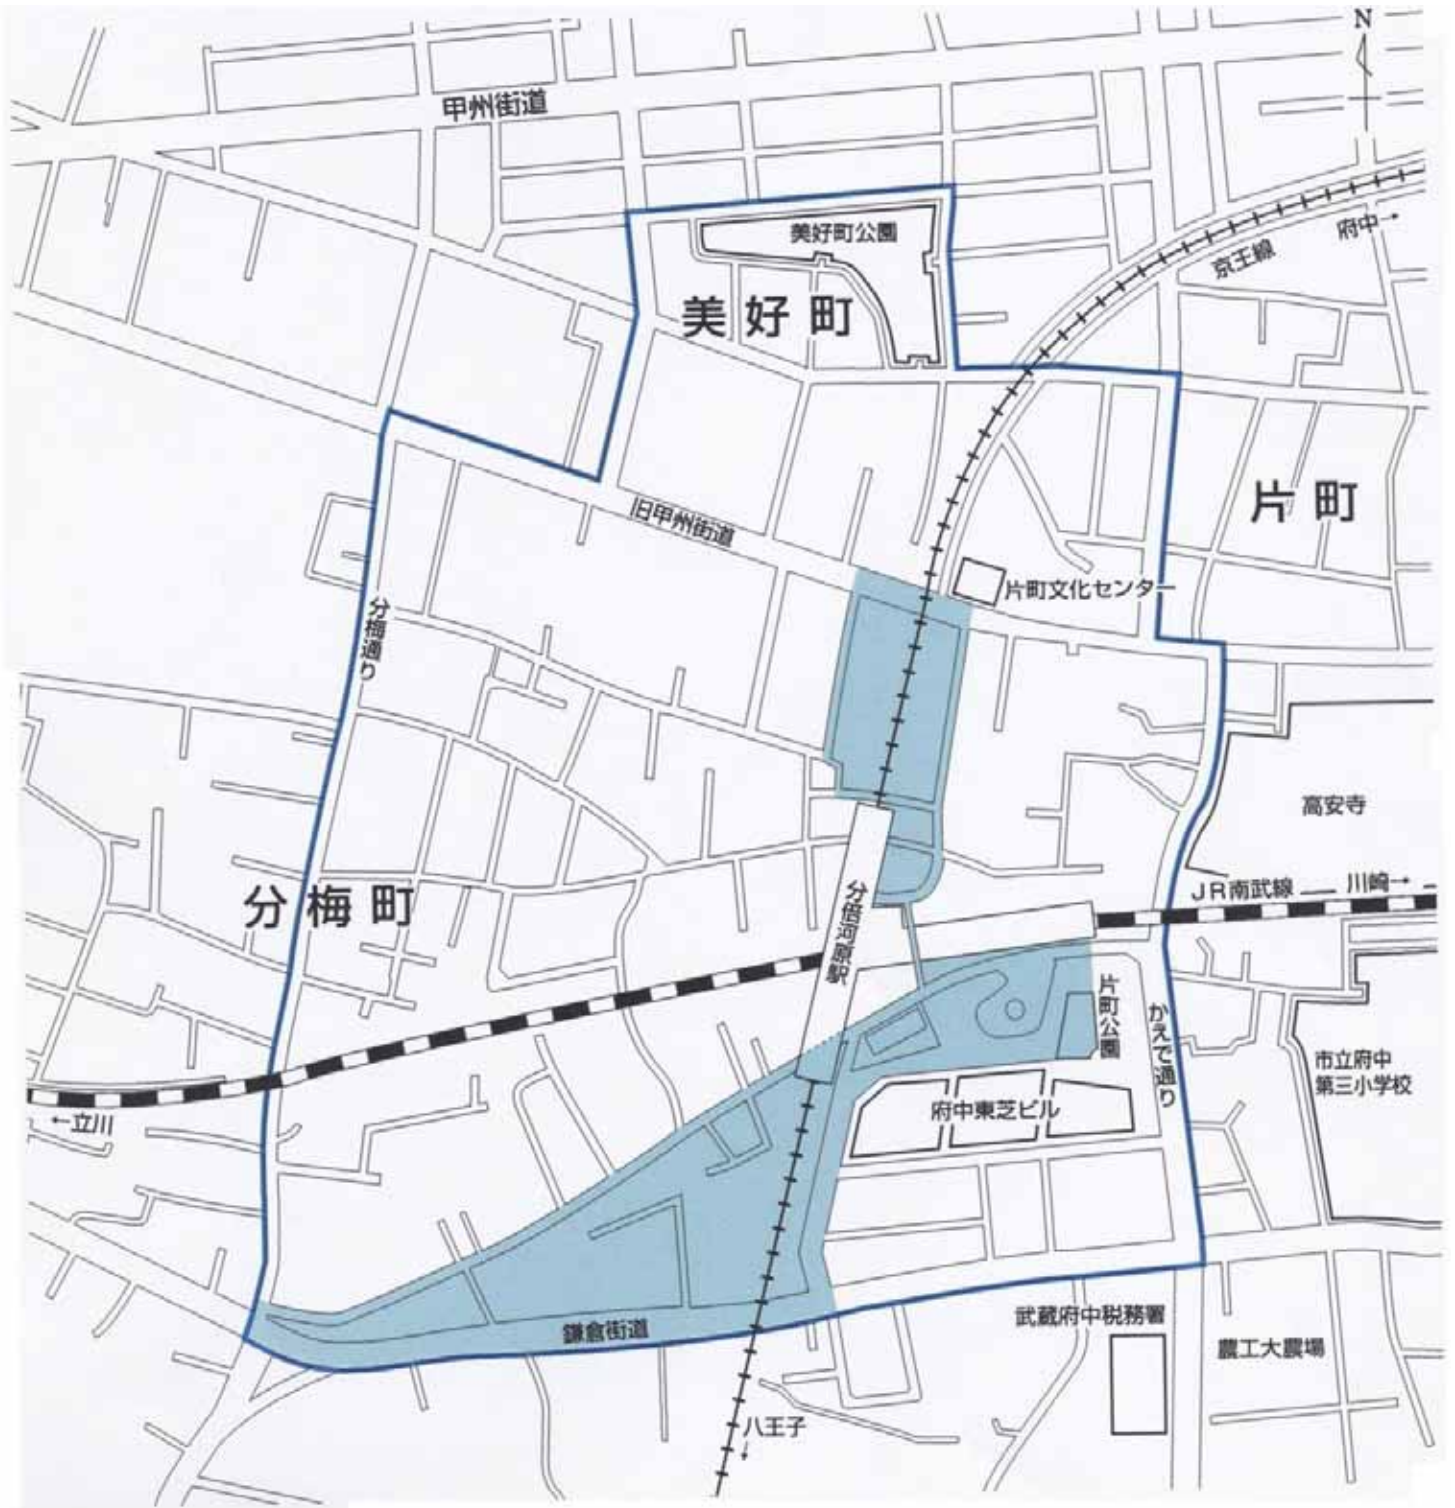 N
甲州街道
美好町公園
府中→
京王線
美好町
片町
旧甲州街道
片町文化センター
分梅通り
高安寺
JR南武線
川崎→
分梅町
分倍河原駅
片町公園
かえで通り
市立府中
第三小学校
←立川
府中東芝ビル
武蔵府中税務署
鎌倉街道
農工大農場
八王子
↓